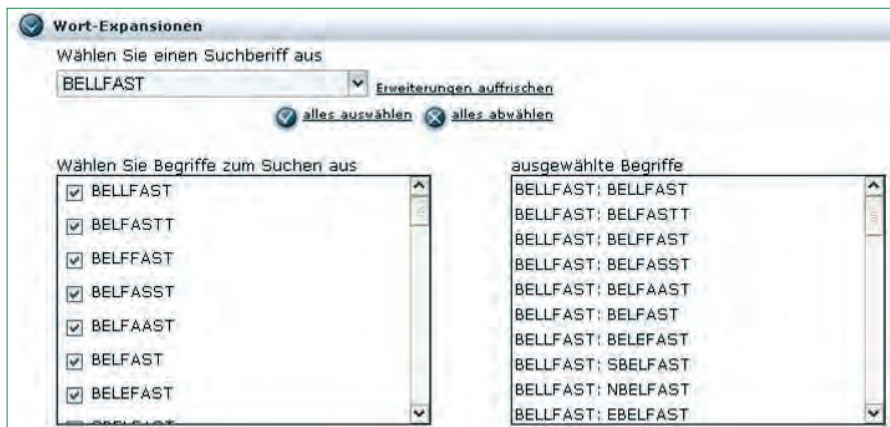 Wort-Expansionen
Wählen Sie einen Suchberiff aus
BELLFAST
Erweiterungen auffrischen
alles auswählen
alles abwählen
Wählen Sie Begriffe zum Suchen aus
BELLFAST
BELFASTT
BELFFAST
BELFASST
BELFAAST
BELFAST
BELEFAST
ausgewählte Begriffe
BELLFAST: BELLFAST
BELLFAST: BELFASTT
BELLFAST: BELFFAST
BELLFAST: BELFASST
BELLFAST: BELFAAST
BELLFAST: BELFAST
BELLFAST: BELEFAST
BELLFAST: SBELFAST
BELLFAST: NBELFAST
BELLFAST: EBELFAST